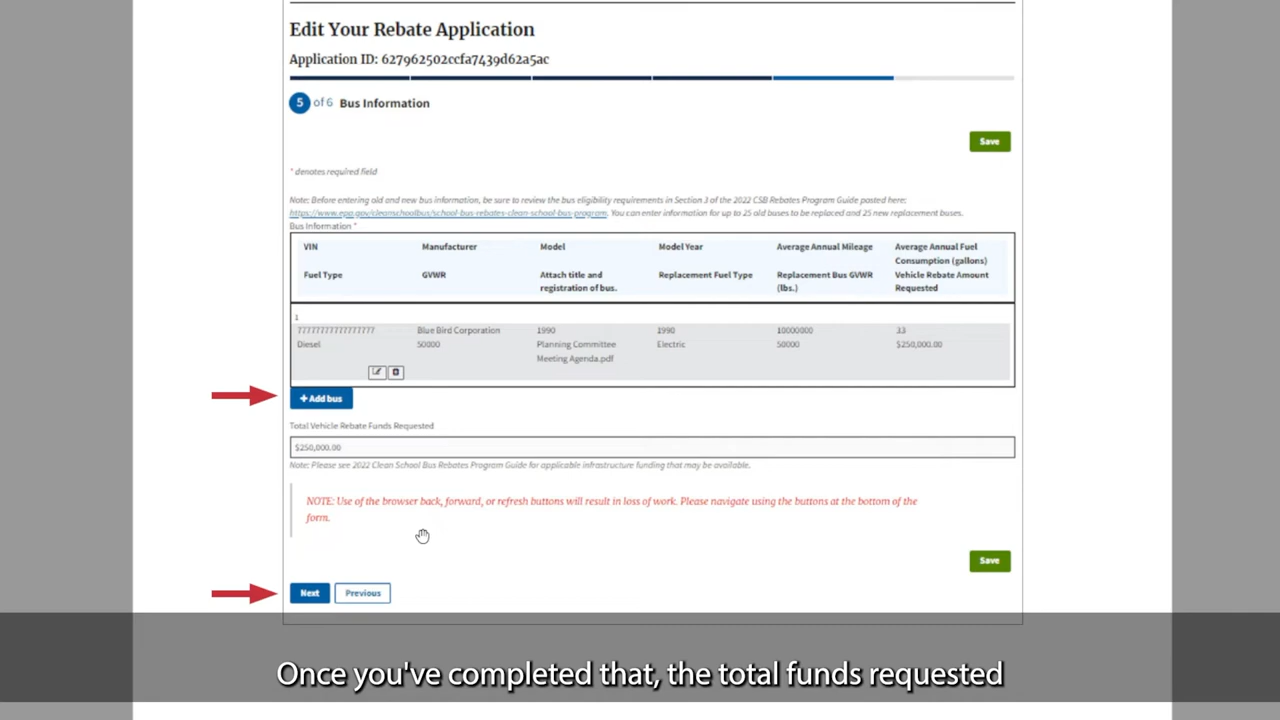 Edit Your Rebate Application
Application ID: 627962502ccfa7439d62a5ac
5 of 6 Bus Information
Save
* denotes required field
Note: Before entering old and new bus information, be sure to review the bus eligibility requirements in Section 3 of the 2022 CSB Rebates Program Guide posted here:
https://www.epa.gov/cleanschoolbus/school-bus-rebates-clean-school-bus-program. You can enter information for up to 25 old buses to be replaced and 25 new replacement buses.
Bus Information *
VIN Manufacturer Model Model Year Average Annual Mileage Average Annual Fuel
Consumption (gallons)
Fuel Type GVWR Attach title and Replacement Fuel Type Replacement Bus GVWR Vehicle Rebate Amount
registration of bus. (lbs.) Requested
1
77777777777777777 Blue Bird Corporation 1990 1990 10000000 33
Diesel 50000 Planning Committee Electric 50000 $250,000.00
Meeting Agenda.pdf
+ Add bus
Total Vehicle Rebate Funds Requested
$250,000.00
Note: Please see 2022 Clean School Bus Rebates Program Guide for applicable infrastructure funding that may be available.
NOTE: Use of the browser back, forward, or refresh buttons will result in loss of work. Please navigate using the buttons at the bottom of the
form.
Save
Next Previous
Once you've completed that, the total funds requested